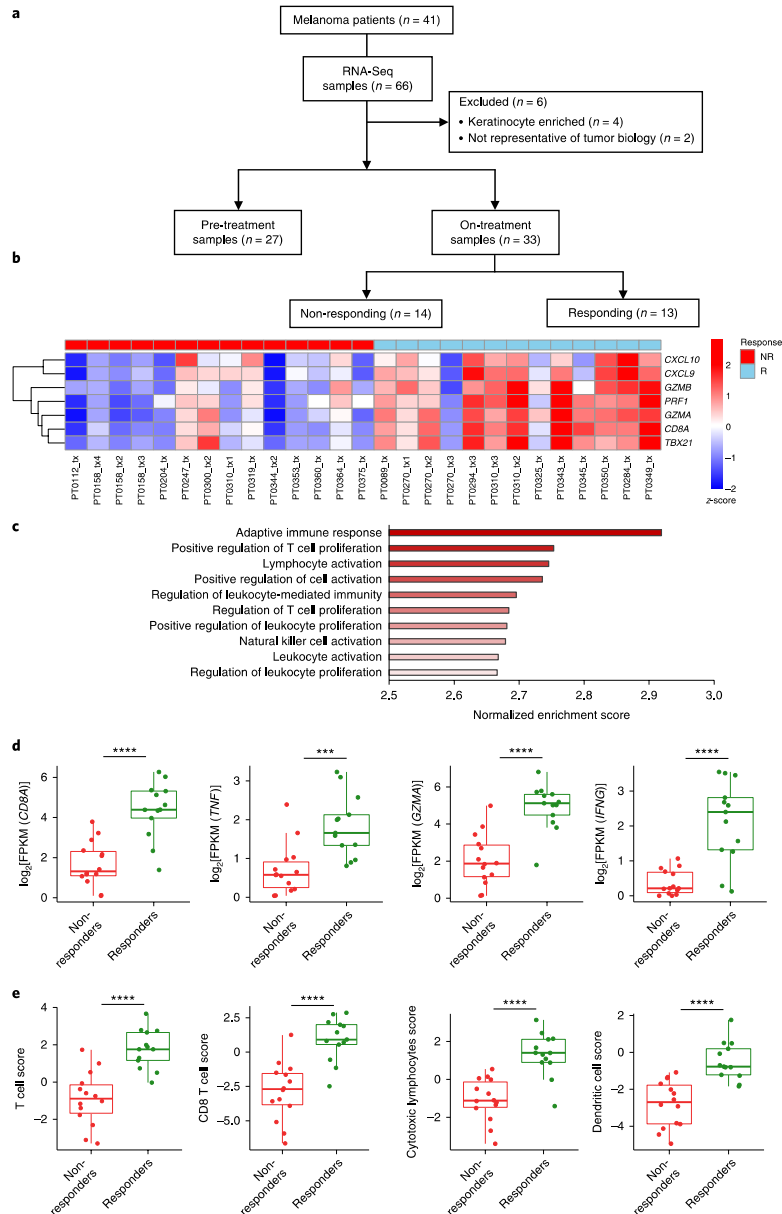 a
Melanoma patients (n = 41)
RNA-Seq
samples (n = 66)
Excluded (n = 6)
• Keratinocyte enriched (n = 4)
• Not representative of tumor biology (n = 2)
Pre-treatment
samples (n = 27)
On-treatment
samples (n = 33)
b
Non-responding (n = 14)
Responding (n = 13)
CXCL10
CXCL9
GZMB
PRF1
GZMA
CD8A
TBX21
2
1
0
−1
−2
z-score
Response
NR
R
PT0112_tx
PT0158_tx4
PT0158_tx2
PT0158_tx3
PT0204_tx
PT0247_tx
PT0300_tx2
PT0310_tx1
PT0319_tx
PT0344_tx2
PT0353_tx
PT0360_tx
PT0364_tx
PT0375_tx
PT0089_tx
PT0270_tx1
PT0270_tx2
PT0270_tx3
PT0294_tx3
PT0310_tx3
PT0310_tx2
PT0325_tx
PT0343_tx
PT0345_tx
PT0350_tx
PT0284_tx
PT0349_tx
c
Adaptive immune response
Positive regulation of T cell proliferation
Lymphocyte activation
Positive regulation of cell activation
Regulation of leukocyte-mediated immunity
Regulation of T cell proliferation
Positive regulation of leukocyte proliferation
Natural killer cell activation
Leukocyte activation
Regulation of leukocyte proliferation
2.5 2.6 2.7 2.8 2.9 3.0
Normalized enrichment score
d
log2[FPKM (CD8A)]
6
4
2
0
****
Non-
responders
Responders
log2[FPKM (TNF)]
3
2
1
0
***
Non-
responders
Responders
log2[FPKM (GZMA)]
6
4
2
0
****
Non-
responders
Responders
log2[FPKM (IFNG)]
3
2
1
0
****
Non-
responders
Responders
e
T cell score
4
2
0
−2
****
Non-
responders
Responders
CD8 T cell score
2.5
0
−2.5
−5.0
****
Non-
responders
Responders
Cytotoxic lymphocytes score
2
0
−2
****
Non-
responders
Responders
Dendritic cell score
2
0
−2
−4
****
Non-
responders
Responders